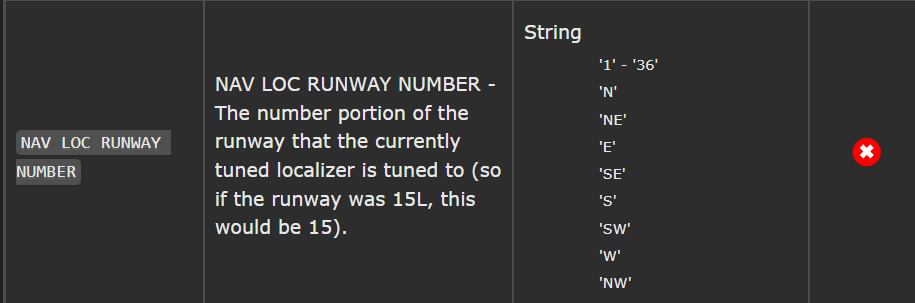 NAV LOC RUNWAY
NUMBER
NAV LOC RUNWAY NUMBER -
The number portion of the
runway that the currently
tuned localizer is tuned to (so
if the runway was 15L, this
would be 15).
String
'1' - '36'
'N'
'NE'
'E'
'SE'
'S'
'SW'
'W'
'NW'